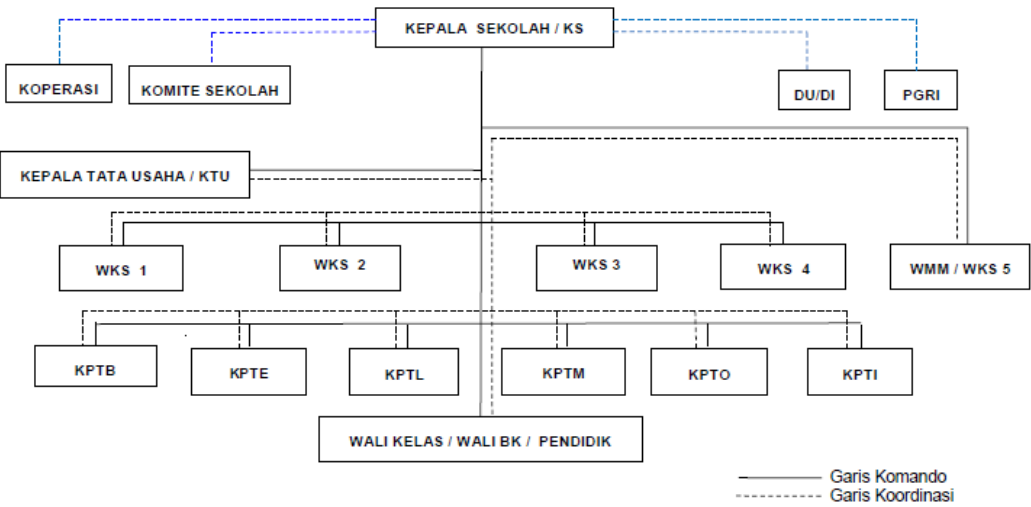 KEPALA SEKOLAH / KS
KOPERASI
KOMITE SEKOLAH
DU/DI
PGRI
KEPALA TATA USAHA / KTU
WKS 1
WKS 2
WKS 3
WKS 4
WMM / WKS 5
KPTB
KPTE
KPTL
KPTM
KPTO
KPTI
WALI KELAS / WALI BK / PENDIDIK
Garis Komando
Garis Koordinasi